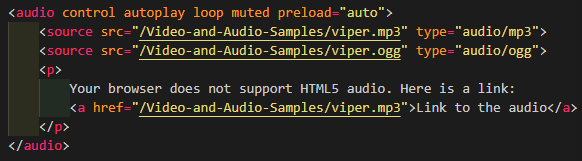 <audio control autoplay loop muted preload="auto">
<source src="/Video-and-Audio-Samples/viper.mp3" type="audio/mp3">
<source src="/Video-and-Audio-Samples/viper.ogg" type="audio/ogg">
<p>
Your browser does not support HTML5 audio. Here is a link:
<a href="/Video-and-Audio-Samples/viper.mp3">Link to the audio</a>
</p>
</audio>